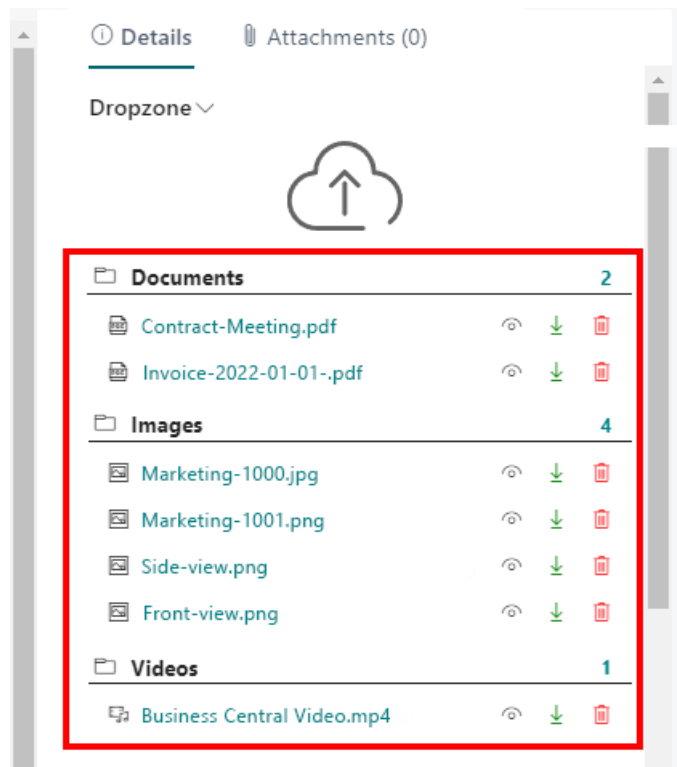 Details Attachments (0)
Dropzone
Documents 2
Contract-Meeting.pdf
Invoice-2022-01-01-.pdf
Images 4
Marketing-1000.jpg
Marketing-1001.png
Side-view.png
Front-view.png
Videos 1
Business Central Video.mp4